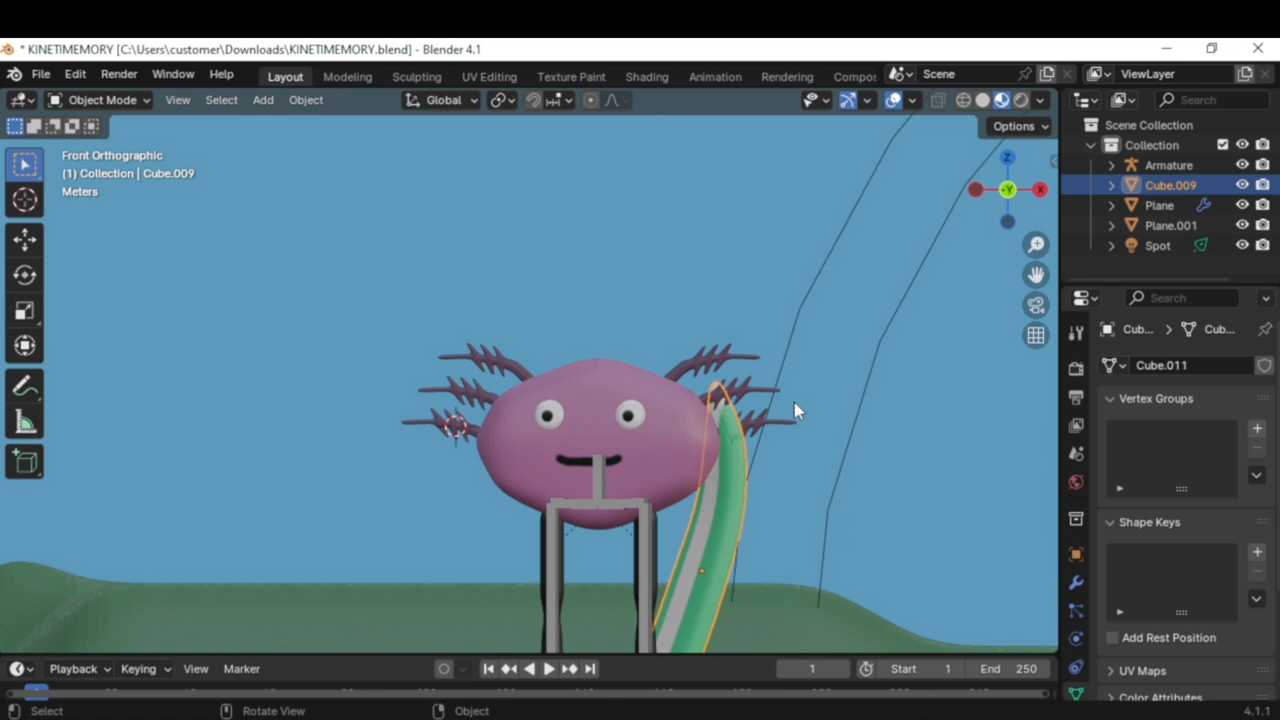 * KINETIMEMORY [C:\Users\customer\Downloads\KINETIMEMORY.blend] - Blender 4.1
File Edit Render Window Help Layout Modeling Sculpting UV Editing Texture Paint Shading Animation Rendering Compos Scene ViewLayer
Object Mode View Select Add Object Global Search
Options
Scene Collection
Front Orthographic
(1) Collection | Cube.009
Meters
Z
-Y
X
Collection
Armature
Cube.009
Plane
Plane.001
Spot
Search
Cub... > Cub...
Cube.011
Vertex Groups
Shape Keys
Add Rest Position
UV Maps
Color Attributes
Playback Keying View Marker 1 Start 1 End 250
Select Rotate View Object 4.1.1